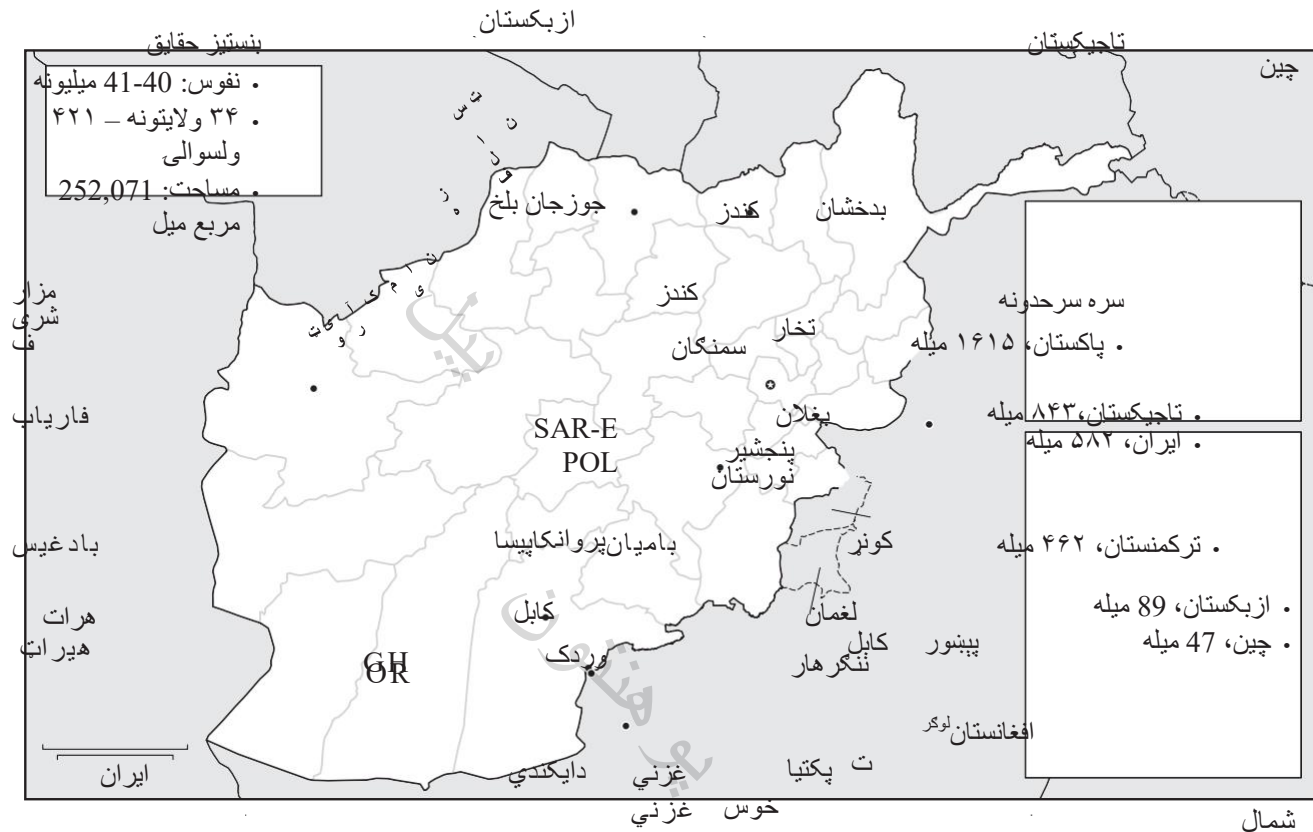 ازبکستان
بنستیز حقایق
تاجیکستان
چین
• نفوس: 40-41 میلیونه
• ۳۴ ولایتونه – ۴۲۱
ولسوالۍ
• مساحت: 252,071
مربع میل
جوزجان بلخ
کندز
بدخشان
کندز
مزار
شری
ف
سره سرحدونه
تخار
سمنګان
• پاکستان، ۱۶۱۵ میله
فاریاب
SAR-E
POL
بغلان
• تاجیکستان،۸۴۳ میله
پنجشیر
• ایران، ۵۸۲ میله
نورستان
بادغیس
بامیان
پروانکاپیسا
کونړ
• ترکمنستان، ۴۶۲ میله
هرات
کابل
لغمان
• ازبکستان، 89 میله
هیرات
GH
OR
وردک
کابل
پېښور
• چین، 47 میله
ننګرهار
افغانستان
لوګر
ایران
دایکندي
غزني
پکتیا
ت
خوس
غزني
شمال